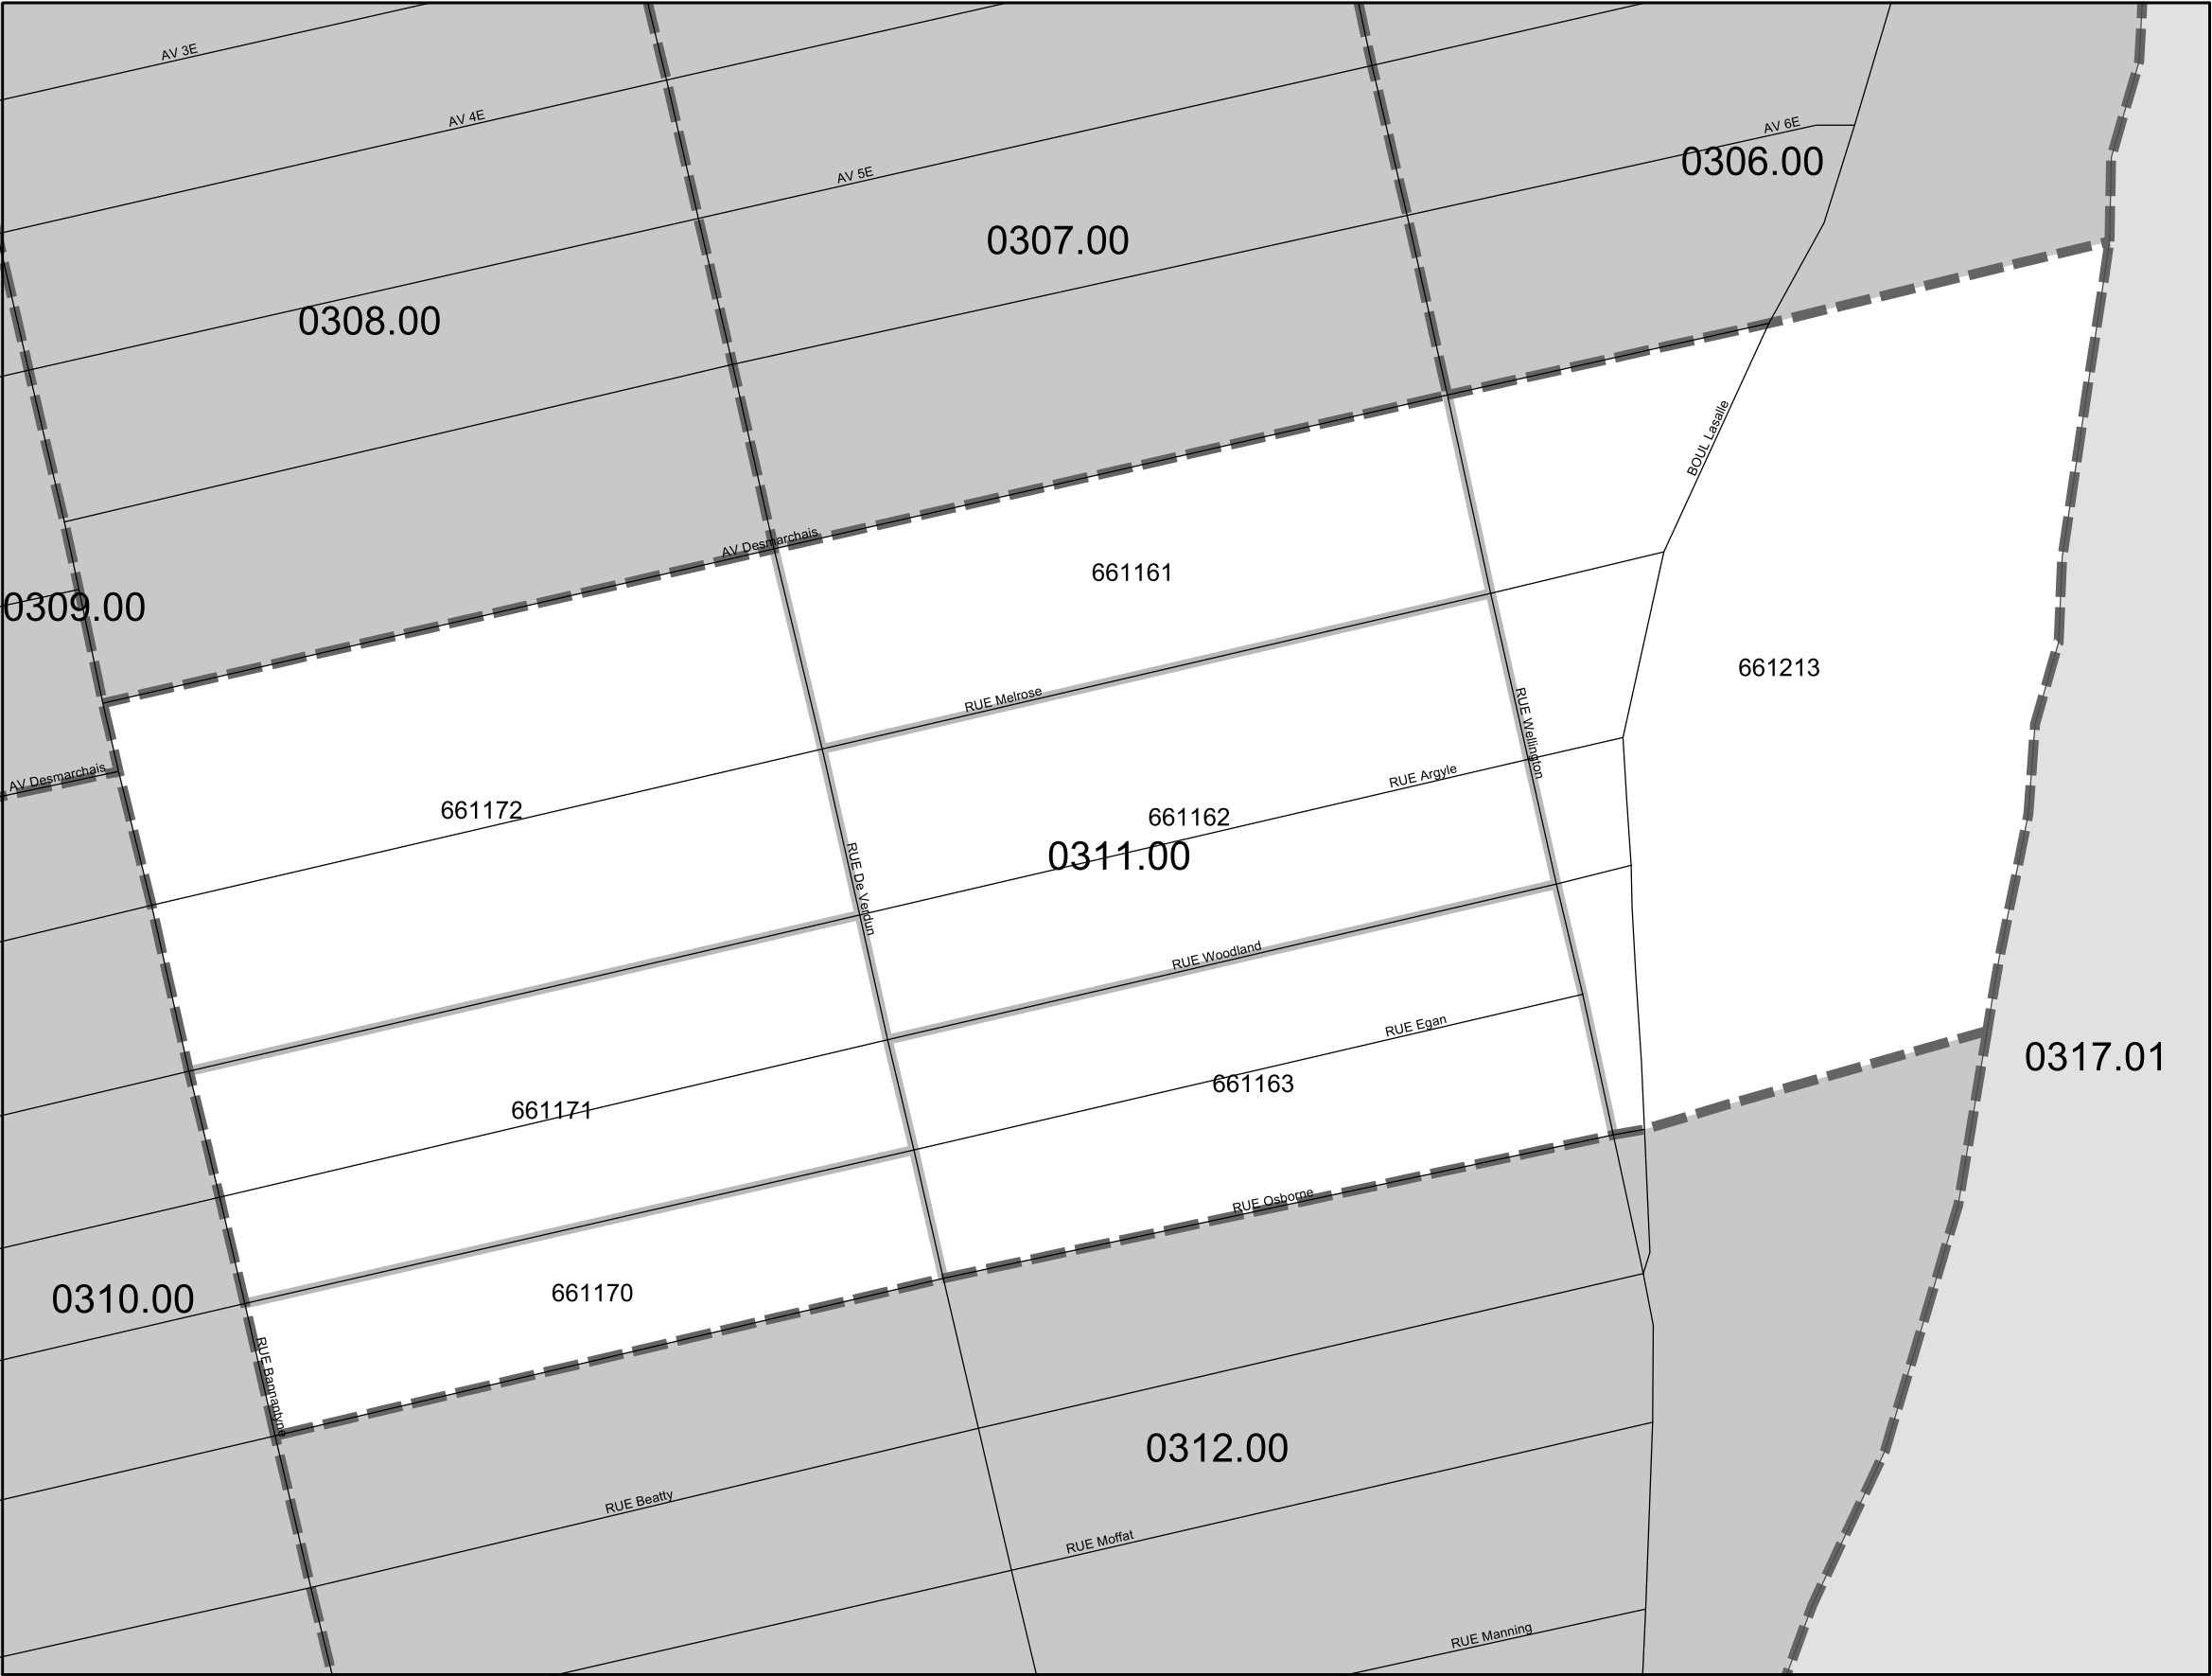 AV 3E
AV 4E
AV 6E
0306.00
AV 5E
0307.00
0308.00
BOUL Lasalle
AV Desmarchais
661161
0309.00
661213
RUE Melrose
RUE Wellington
AV Desmarchais
RUE Argyle
661172
661162
0311.00
RUE De Verdun
RUE Woodland
RUE Egan
0317.01
661163
661171
RUE Osborne
0310.00
661170
RUE Bannantyne
0312.00
RUE Beatty
RUE Moffat
RUE Manning